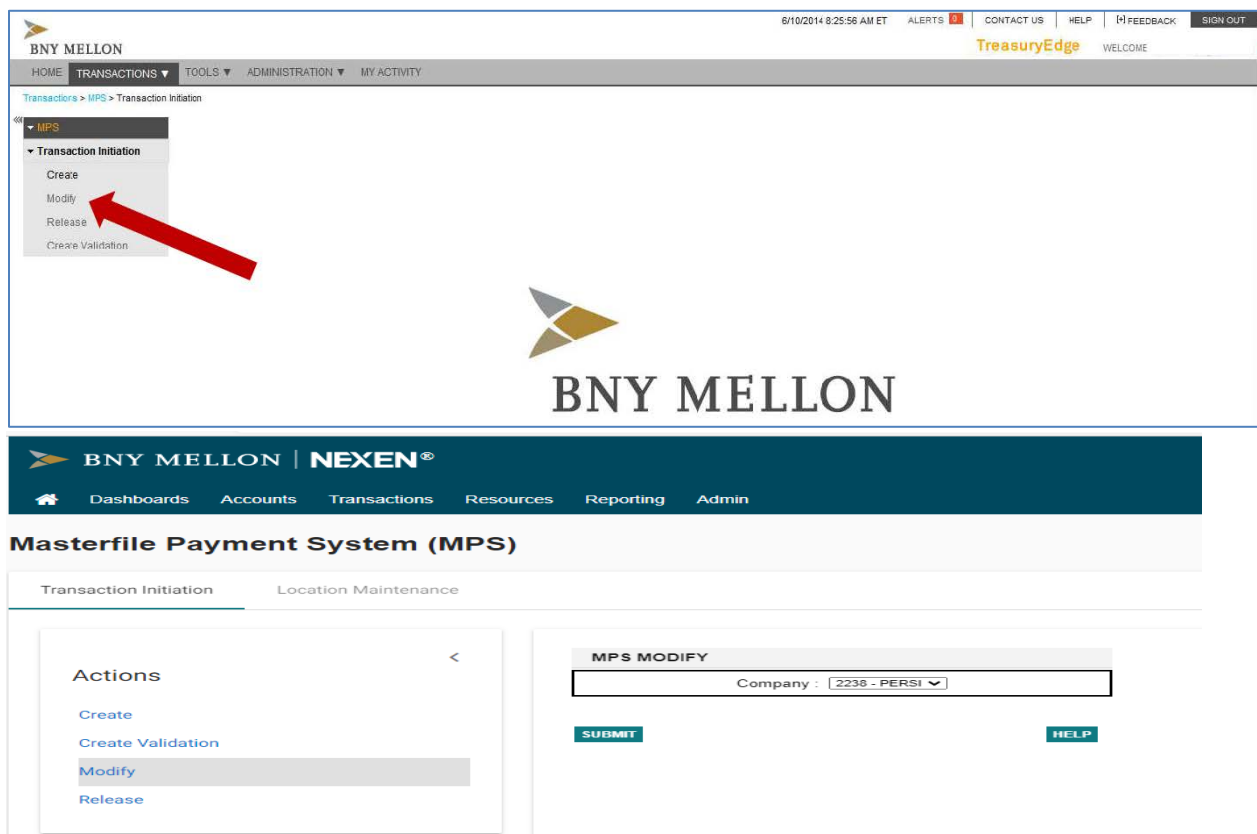 6/10/2014 8:25:56 AM ET ALERTS 0 CONTACT US HELP [+] FEEDBACK SIGN OUT
BNY MELLON
TreasuryEdge WELCOME
HOME TRANSACTIONS ▼ TOOLS ▼ ADMINISTRATION ▼ MY ACTIVITY
Transactions > MPS > Transaction Initiation
MPS
Transaction Initiation
Create
Modify
Release
Create Validation
BNY MELLON
BNY MELLON | NEXEN®
Dashboards Accounts Transactions Resources Reporting Admin
Masterfile Payment System (MPS)
Transaction Initiation Location Maintenance
Actions <
Create
Create Validation
Modify
Release
MPS MODIFY
Company : 2238 - PERSI
SUBMIT HELP